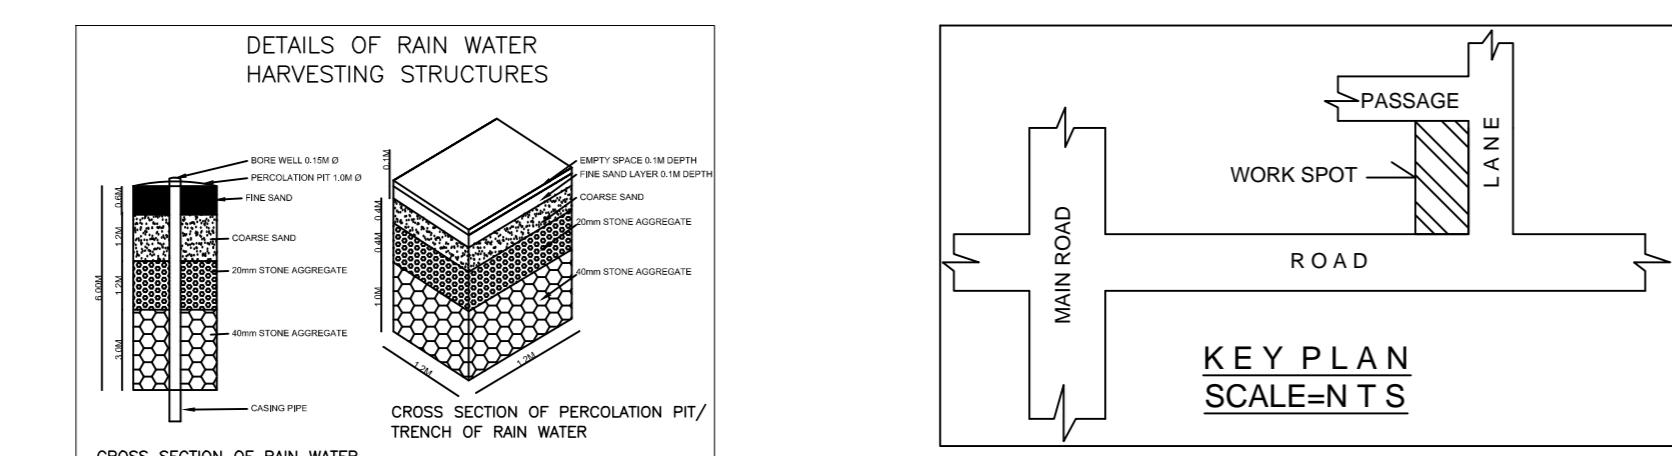 DETAILS OF RAIN WATER
HARVESTING STRUCTURES
BORE WELL 0.15M Ø
PERCOLATION PIT 1.0M Ø
FINE SAND
COARSE SAND
20mm STONE AGGREGATE
40mm STONE AGGREGATE
CASING PIPE
0.6M
1.2M
1.2M
3.0M
6.00M
CROSS SECTION OF RAIN WATER
0.1M
0.4M
0.4M
1.0M
1.2M
1.2M
EMPTY SPACE 0.1M DEPTH
FINE SAND LAYER 0.1M DEPTH
COARSE SAND
20mm STONE AGGREGATE
40mm STONE AGGREGATE
CROSS SECTION OF PERCOLATION PIT/
TRENCH OF RAIN WATER
PASSAGE
LANE
WORK SPOT
MAIN ROAD
ROAD
KEY PLAN
SCALE=N T S